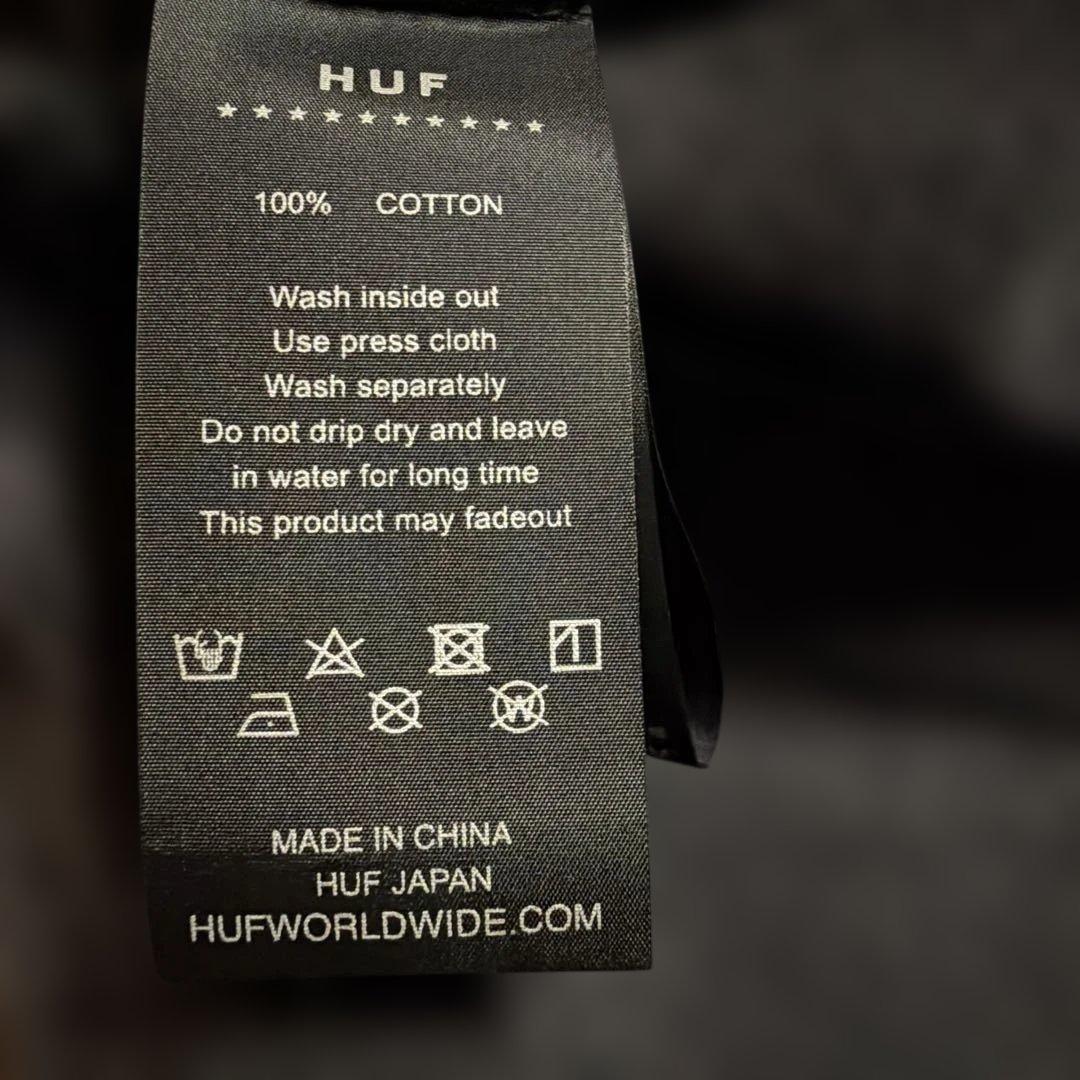 HUF
★★★★★★★★★★
100% COTTON
Wash inside out
Use press cloth
Wash separately
Do not drip dry and leave
in water for long time
This product may fadeout
W
MADE IN CHINA
HUF JAPAN
HUFWORLDWIDE.COM